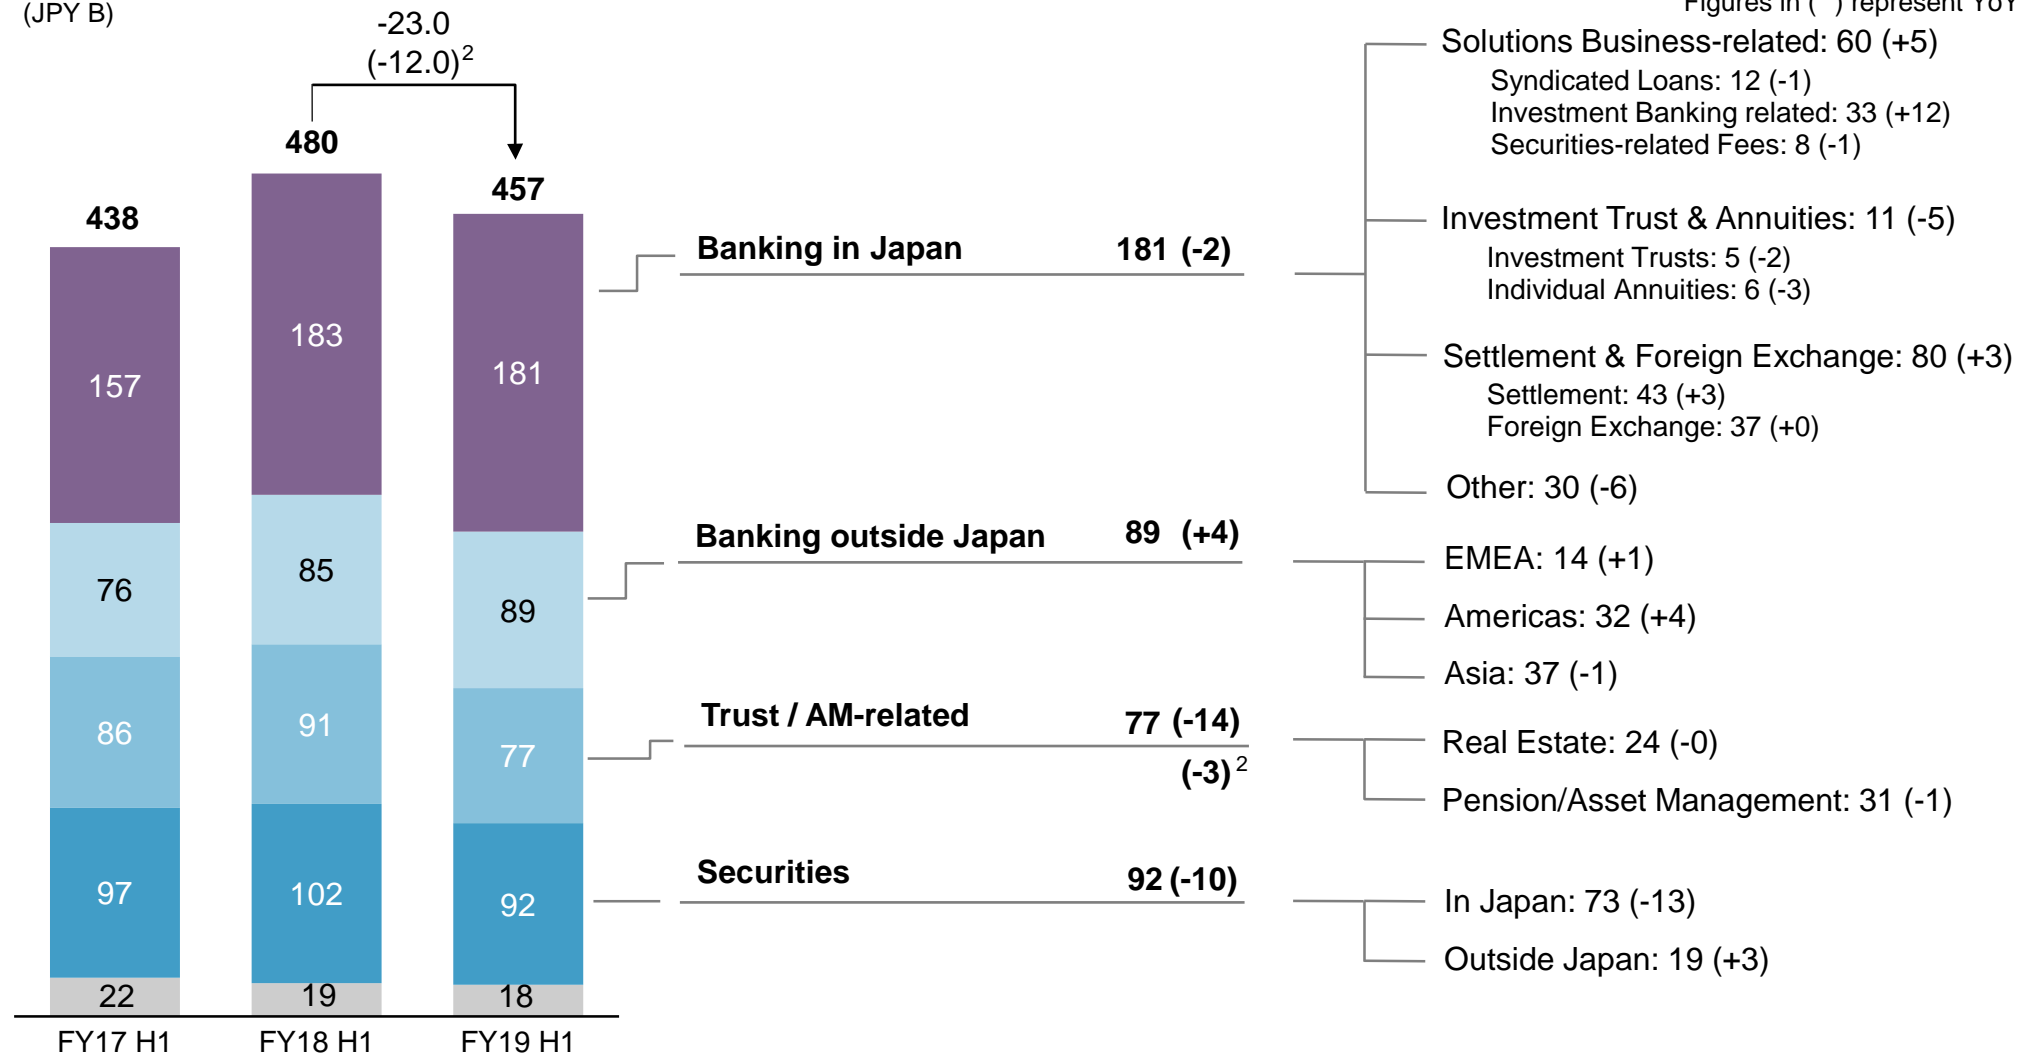 (JPY B)
Figures in ( ) represent YoY
-23.0
(-12.0)2
438
480
457
157
183
181
76
85
89
86
91
77
97
102
92
22
19
18
FY17 H1
FY18 H1
FY19 H1
Banking in Japan 181 (-2)
Banking outside Japan 89 (+4)
Trust / AM-related 77 (-14)
(-3)2
Securities 92 (-10)
Solutions Business-related: 60 (+5)
Syndicated Loans: 12 (-1)
Investment Banking related: 33 (+12)
Securities-related Fees: 8 (-1)
Investment Trust & Annuities: 11 (-5)
Investment Trusts: 5 (-2)
Individual Annuities: 6 (-3)
Settlement & Foreign Exchange: 80 (+3)
Settlement: 43 (+3)
Foreign Exchange: 37 (+0)
Other: 30 (-6)
EMEA: 14 (+1)
Americas: 32 (+4)
Asia: 37 (-1)
Real Estate: 24 (-0)
Pension/Asset Management: 31 (-1)
In Japan: 73 (-13)
Outside Japan: 19 (+3)